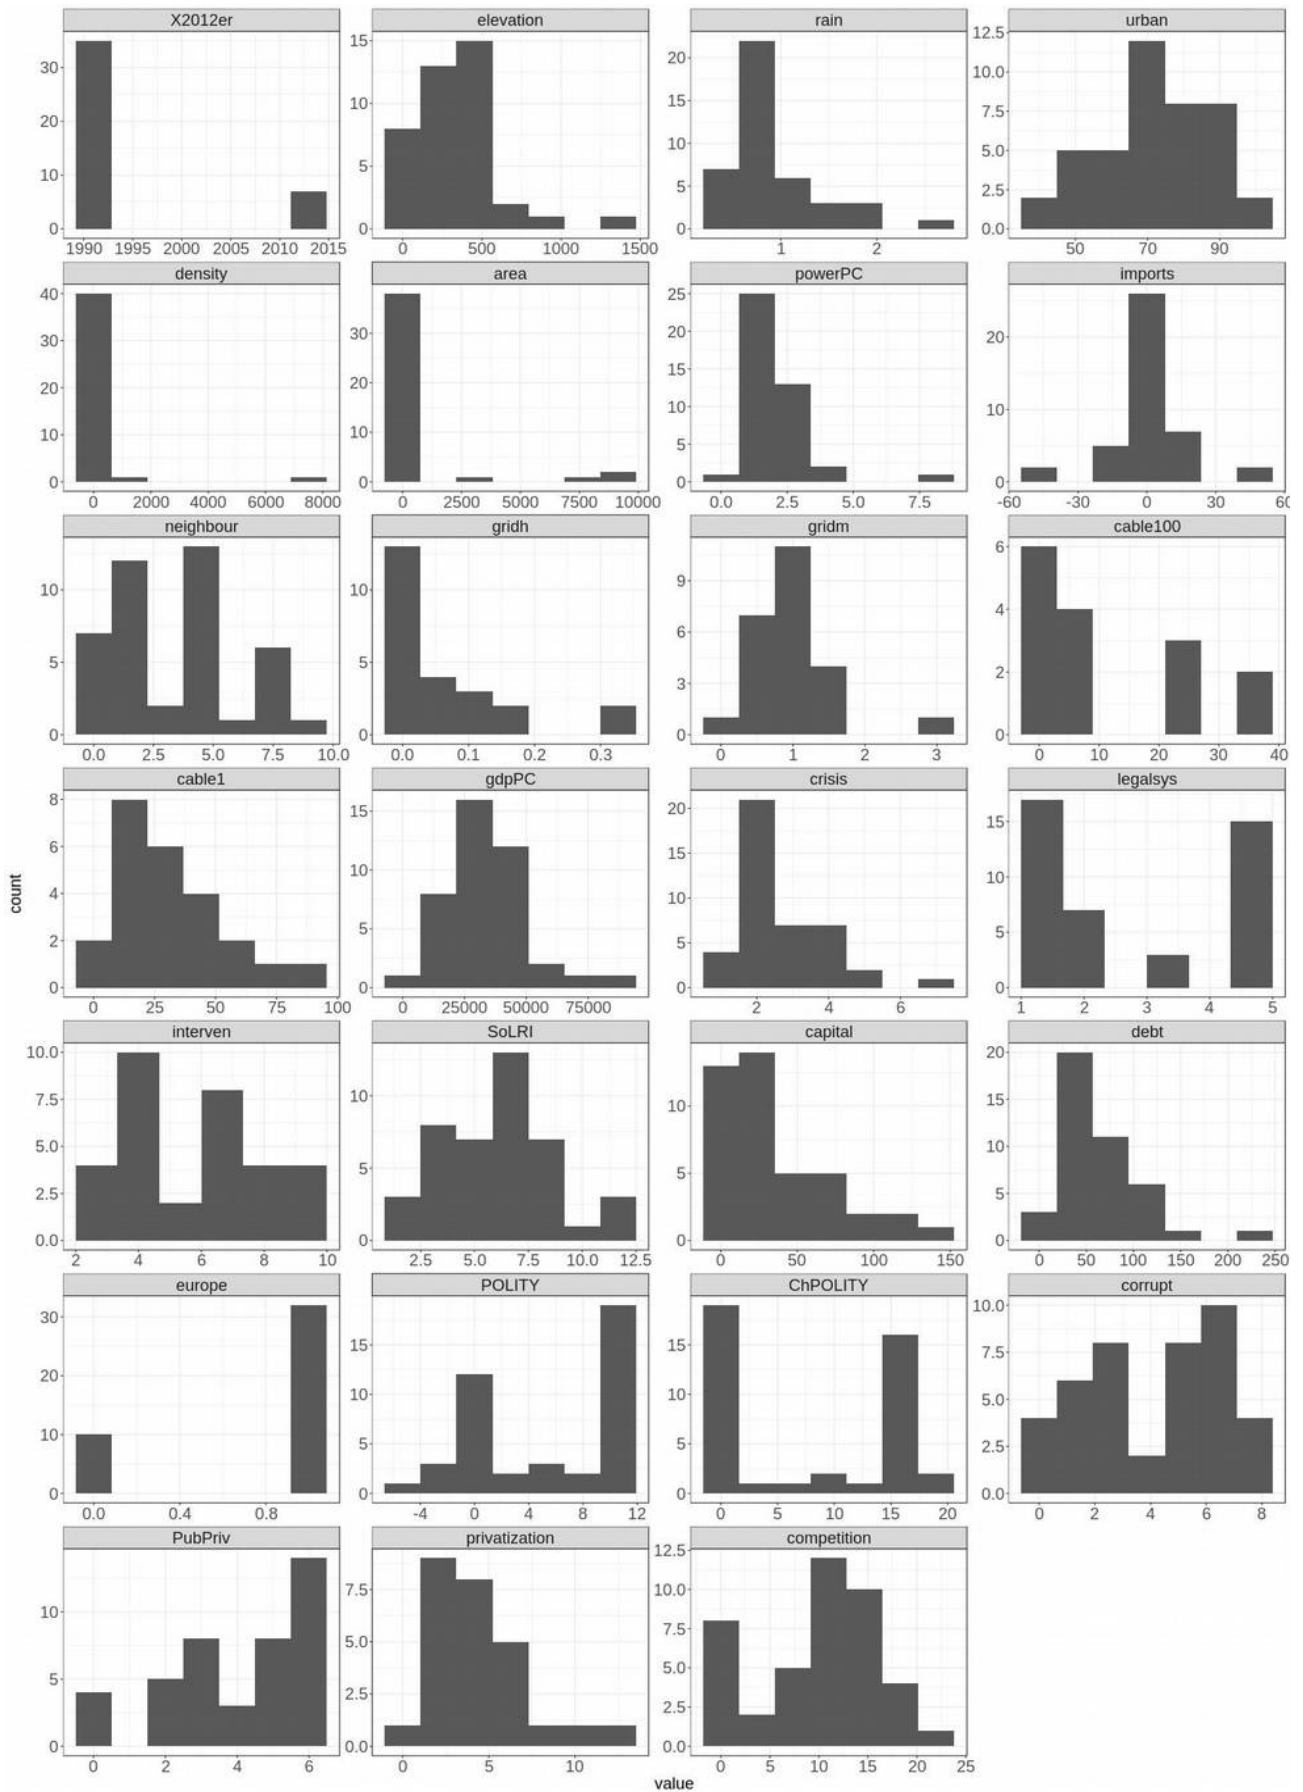 X2012er elevation rain urban
30 20 10 0
1990 1995 2000 2005 2010 2015
15 10 5 0
0 500 1000 1500
20 15 10 5 0
1 2
12.5 10.0 7.5 5.0 2.5 0.0
50 70 90
density area powerPC imports
40 30 20 10 0
0 2000 4000 6000 8000
30 20 10 0
0 2500 5000 7500 10000
25 20 15 10 5 0
0.0 2.5 5.0 7.5
20 10 0
-60 -30 0 30 60
neighbour gridh gridm cable100
10 5 0
0.0 2.5 5.0 7.5 10.0
10 5 0
0.0 0.1 0.2 0.3
9 6 3 0
0 1 2 3
6 4 2 0
0 10 20 30 40
cable1 gdpPC crisis legalsys
8 6 4 2 0
0 25 50 75 100
15 10 5 0
0 25000 50000 75000
20 15 10 5 0
2 4 6
15 10 5 0
1 2 3 4 5
count
interven SoLRI capital debt
10.0 7.5 5.0 2.5 0.0
2 4 6 8 10
10 5 0
2.5 5.0 7.5 10.0 12.5
10 5 0
0 50 100 150
20 15 10 5 0
0 50 100 150 200 250
europe POLITY ChPOLITY corrupt
30 20 10 0
0.0 0.4 0.8
15 10 5 0
-4 0 4 8 12
15 10 5 0
0 5 10 15 20
10.0 7.5 5.0 2.5 0.0
0 2 4 6 8
PubPriv privatization competition
10 5 0
0 2 4 6
7.5 5.0 2.5 0.0
0 5 10
12.5 10.0 7.5 5.0 2.5 0.0
0 5 10 15 20 25
value